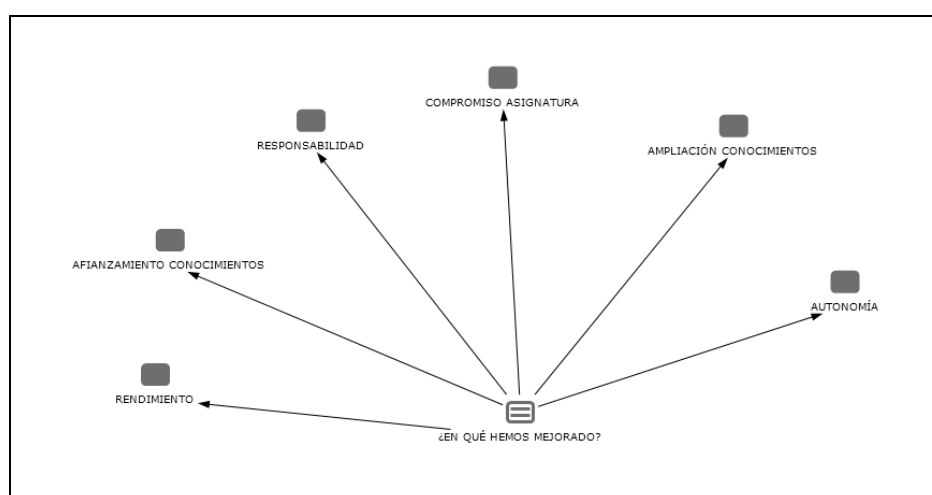 COMPROMISO ASIGNATURA
RESPONSABILIDAD
AMPLIACIÓN CONOCIMIENTOS
AFIANZAMIENTO CONOCIMIENTOS
AUTONOMÍA
RENDIMIENTO
¿EN QUÉ HEMOS MEJORADO?